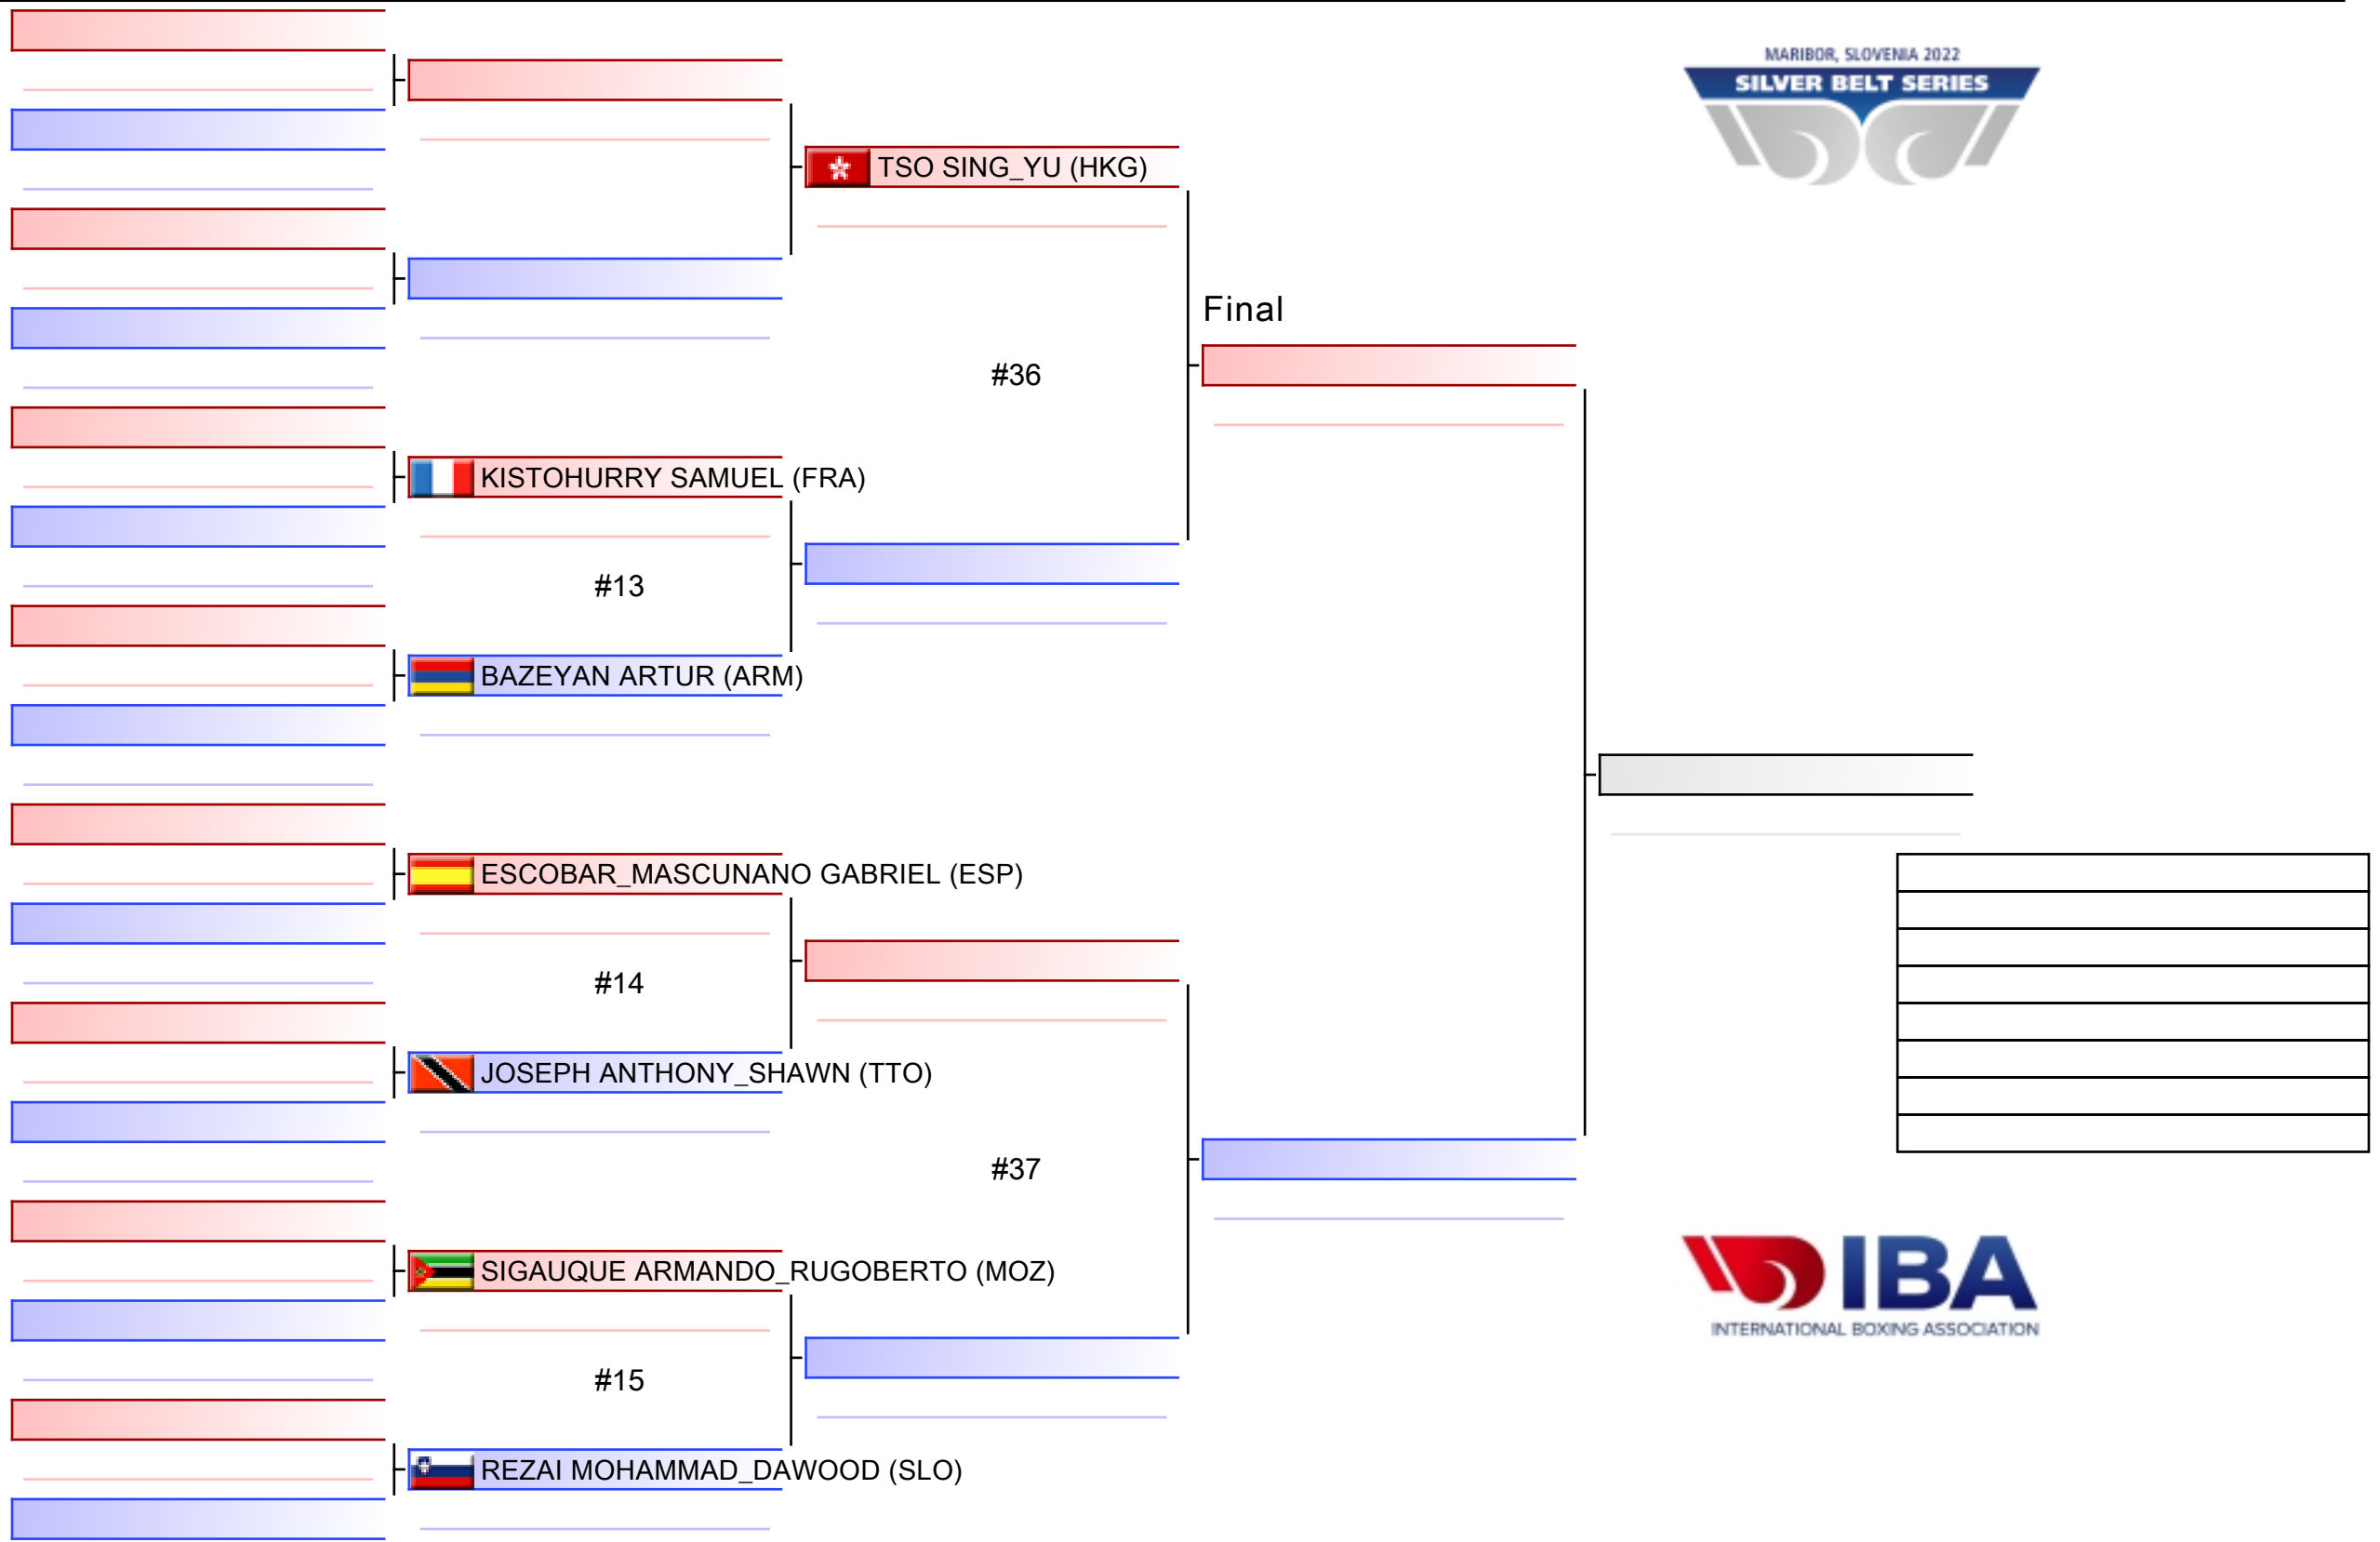 MARIBOR, SLOVENIA 2022
SILVER BELT SERIES
TSO SING_YU (HKG)
Final
#36
KISTOHURRY SAMUEL (FRA)
#13
BAZEYAN ARTUR (ARM)
ESCOBAR_MASCUNANO GABRIEL (ESP)
#14
JOSEPH ANTHONY_SHAWN (TTO)
#37
SIGAUQUE ARMANDO_RUGOBERTO (MOZ)
IBA
INTERNATIONAL BOXING ASSOCIATION
#15
REZAI MOHAMMAD_DAWOOD (SLO)